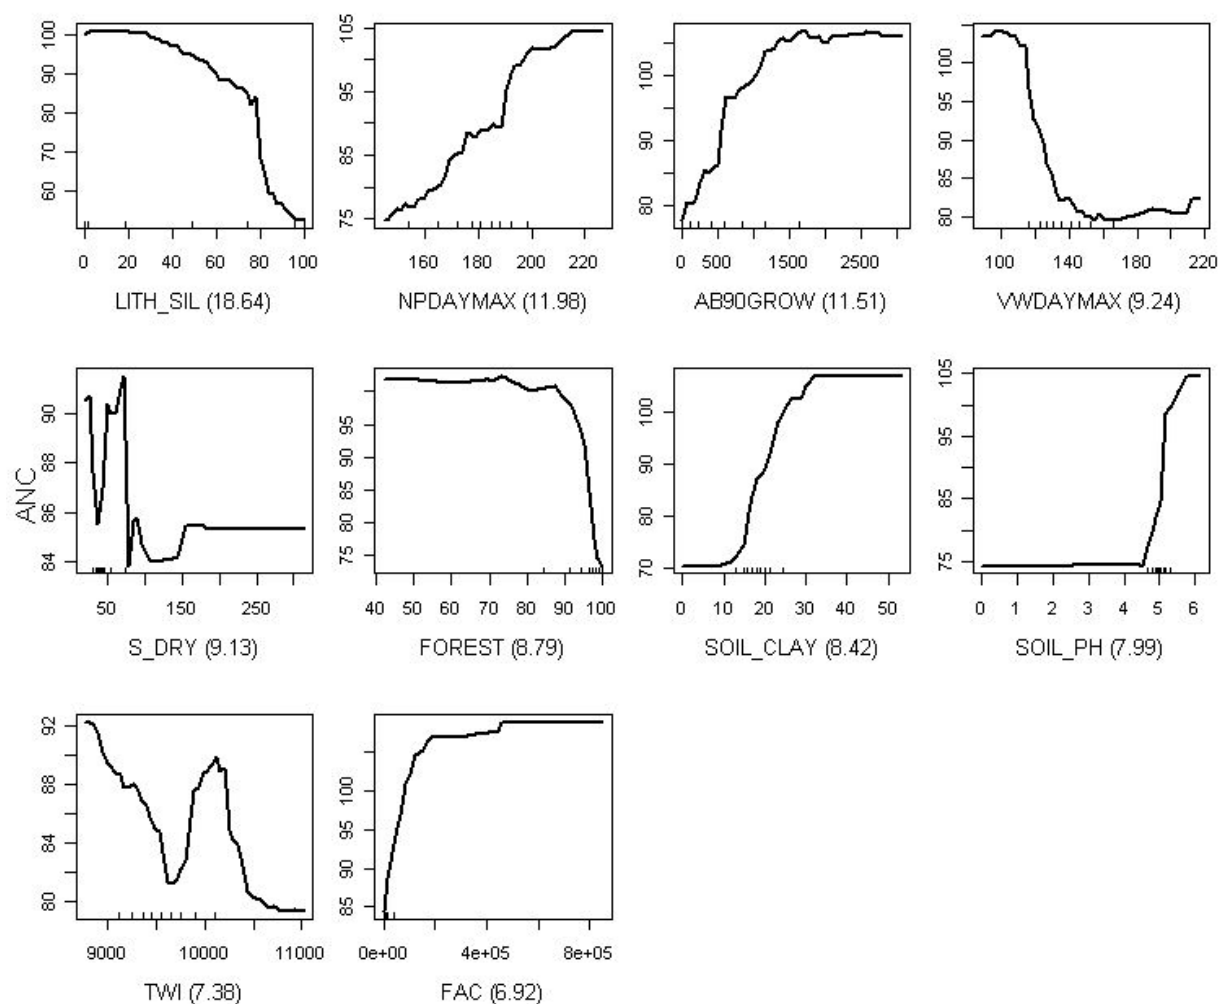 100
90
80
70
60
0 20 40 60 80 100
LITH_SIL (18.64)
105
95
85
75
160 180 200 220
NPDAYMAX (11.98)
100
90
80
0 500 1500 2500
AB90GROW (11.51)
105
100
95
90
85
80
100 140 180 220
VWDAYMAX (9.24)
ANC
90
88
86
84
50 150 250
S_DRY (9.13)
95
90
85
80
75
40 50 60 70 80 90 100
FOREST (8.79)
100
90
80
70
0 10 20 30 40 50
SOIL_CLAY (8.42)
105
95
85
75
0 1 2 3 4 5 6
SOIL_PH (7.99)
92
88
84
80
9000 10000 11000
TWI (7.38)
100
95
90
85
0e+00 4e+05 8e+05
FAC (6.92)